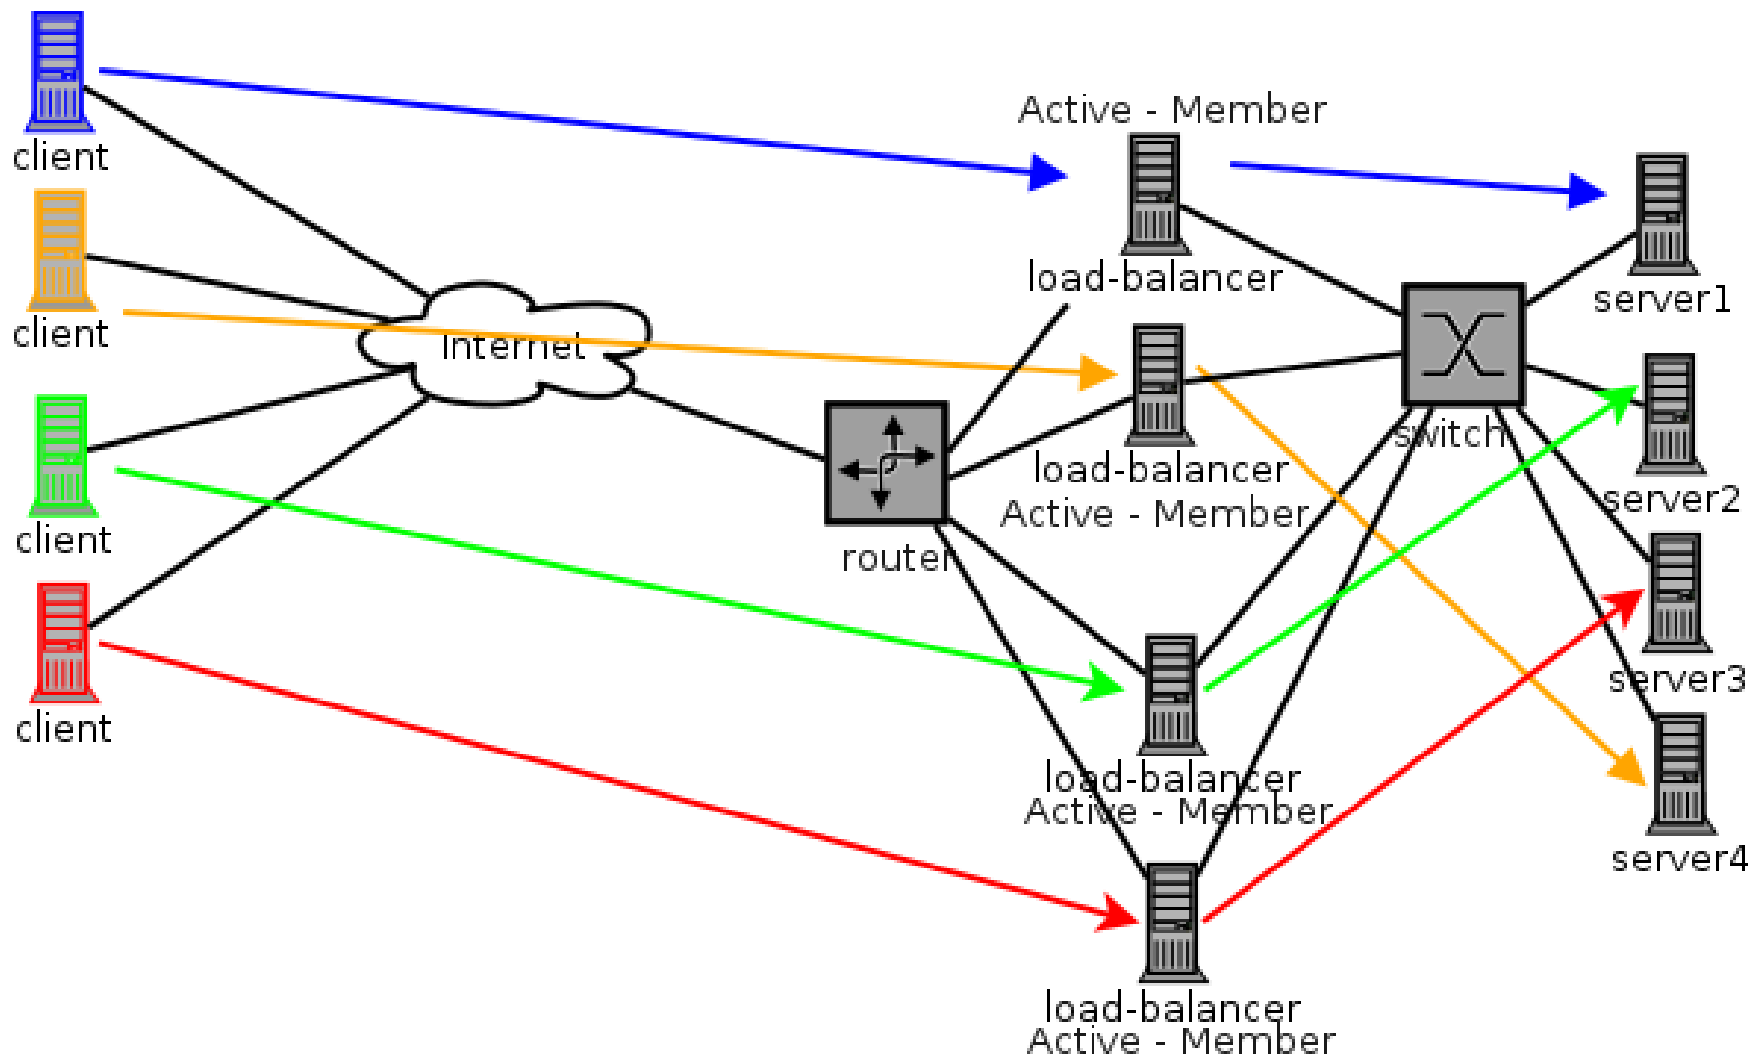 client
client
client
client
Internet
router
Active - Member
load-balancer
load-balancer
Active - Member
load-balancer
Active - Member
load-balancer
Active - Member
switch
server1
server2
server3
server4